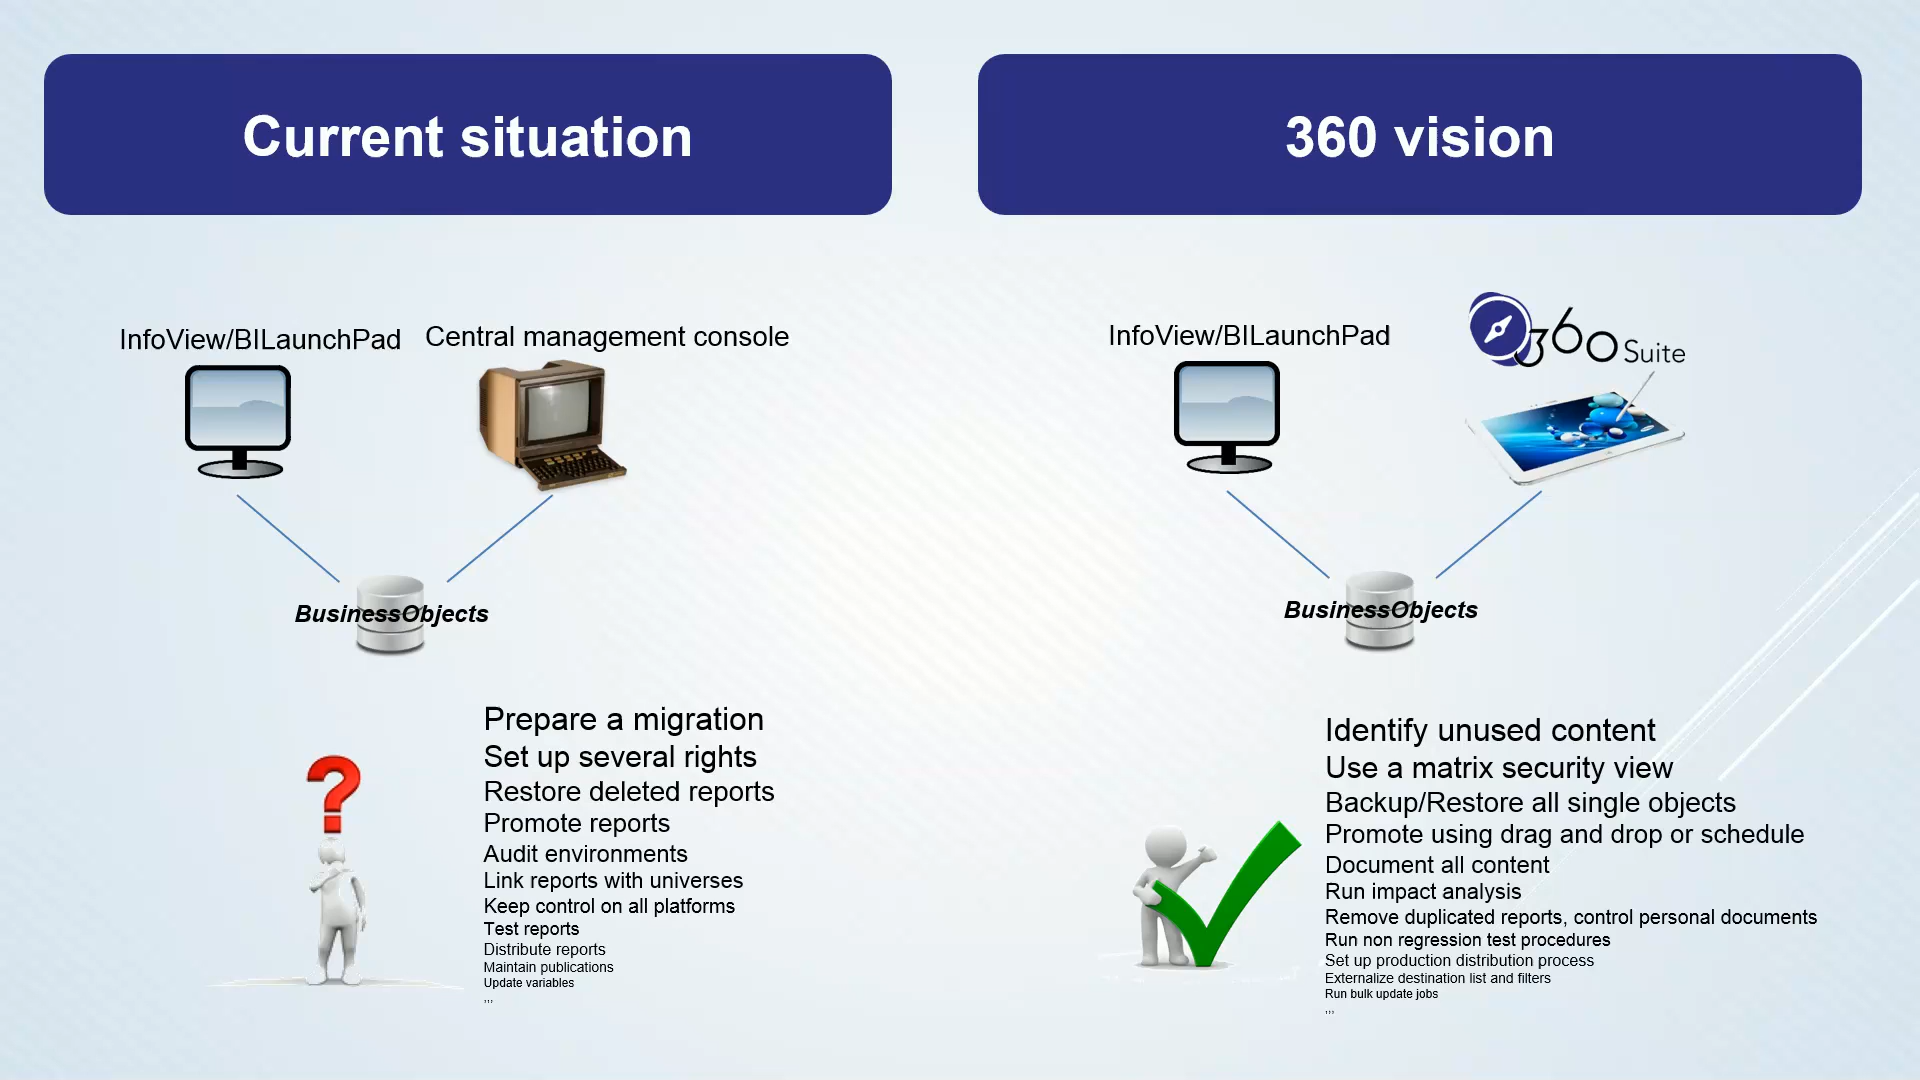 Current situation
InfoView/BILaunchPad
Central management console
BusinessObjects
Prepare a migration
Set up several rights
Restore deleted reports
Promote reports
Audit environments
Link reports with universes
Keep control on all platforms
Test reports
Distribute reports
Maintain publications
Update variables
,,,
360 vision
InfoView/BILaunchPad
360 Suite
BusinessObjects
Identify unused content
Use a matrix security view
Backup/Restore all single objects
Promote using drag and drop or schedule
Document all content
Run impact analysis
Remove duplicated reports, control personal documents
Run non regression test procedures
Set up production distribution process
Externalize destination list and filters
Run bulk update jobs
,,,